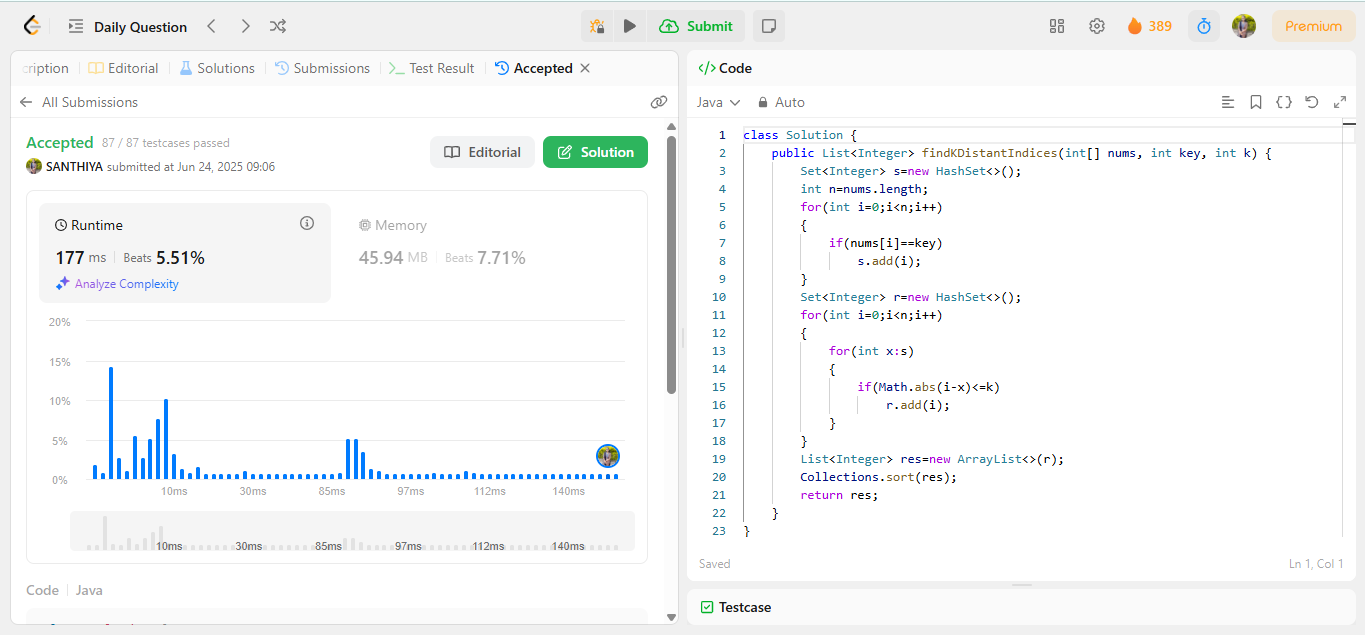 Daily Question
Submit
389
Premium
cription
Editorial
Solutions
Submissions
Test Result
Accepted
All Submissions
Accepted 87 / 87 testcases passed
SANTHIYA submitted at Jun 24, 2025 09:06
Editorial
Solution
Runtime
177 ms Beats 5.51%
Analyze Complexity
Memory
45.94 MB Beats 7.71%
20%
15%
10%
5%
0%
10ms 30ms 85ms 97ms 112ms 140ms
10ms 30ms 85ms 97ms 112ms 140ms
Code Java
</> Code
Java Auto
1 class Solution {
2 public List<Integer> findKDistantIndices(int[] nums, int key, int k) {
3 Set<Integer> s=new HashSet<>();
4 int n=nums.length;
5 for(int i=0;i<n;i++)
6 {
7 if(nums[i]==key)
8 s.add(i);
9 }
10 Set<Integer> r=new HashSet<>();
11 for(int i=0;i<n;i++)
12 {
13 for(int x:s)
14 {
15 if(Math.abs(i-x)<=k)
16 r.add(i);
17 }
18 }
19 List<Integer> res=new ArrayList<>(r);
20 Collections.sort(res);
21 return res;
22 }
23 }
Saved Ln 1, Col 1
Testcase